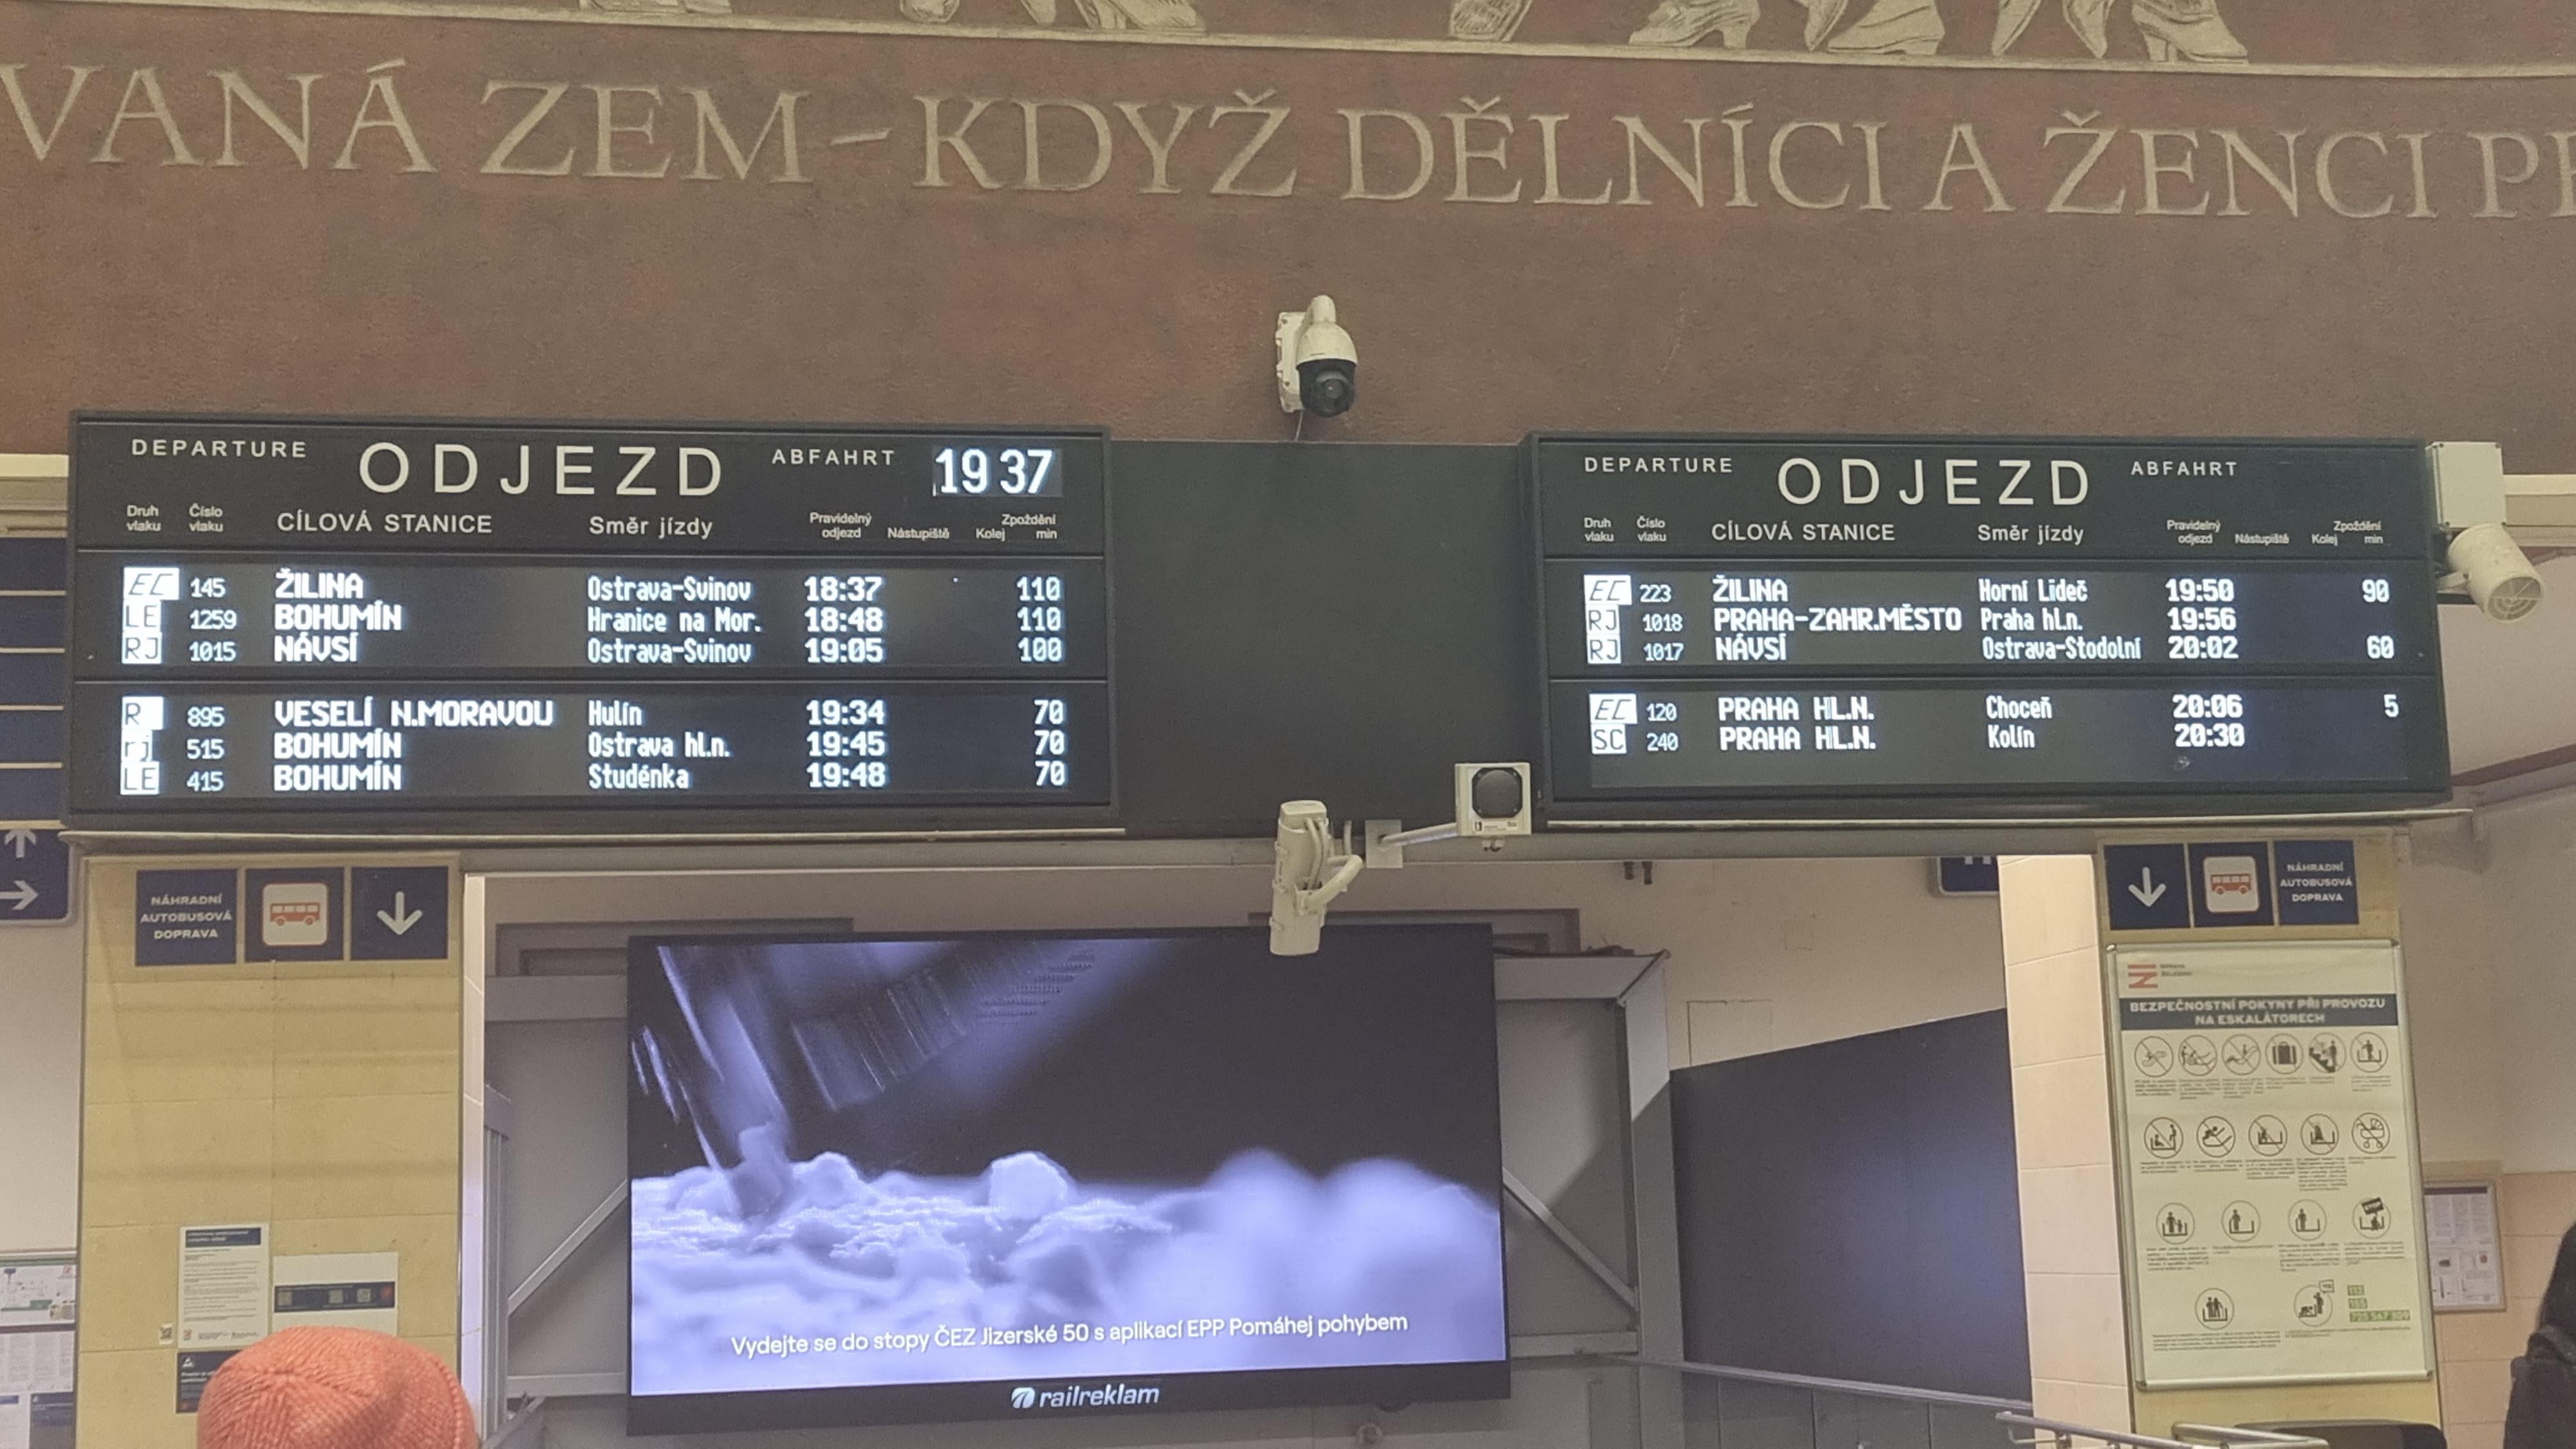 VANÁ ZEM – KDYŽ DĚLNÍCI A ŽENCI
DEPARTURE ODJEZD ABFAHRT 19 37
Druh vlaku Číslo vlaku CÍLOVÁ STANICE Směr jízdy Pravidelný odjezd Nástupiště Kolej Zpoždění min
EC 145 ŽILINA Ostrava-Svinov 18:37 110
LE 1259 BOHUMÍN Hranice na Mor. 18:48 110
RJ 1015 NÁVSÍ Ostrava-Svinov 19:05 100
R 895 VESELÍ N.MORAVOU Hulín 19:34 70
rj 515 BOHUMÍN Ostrava hl.n. 19:45 70
LE 415 BOHUMÍN Studénka 19:48 70
DEPARTURE ODJEZD ABFAHRT
Druh vlaku Číslo vlaku CÍLOVÁ STANICE Směr jízdy Pravidelný odjezd Nástupiště Kolej Zpoždění min
EC 223 ŽILINA Horní Lideč 19:50 90
RJ 1018 PRAHA-ZAHR.MĚSTO Praha hl.n. 19:56
RJ 1017 NÁVSÍ Ostrava-Stodolní 20:02 60
EC 120 PRAHA HL.N. Choceň 20:06 5
SC 240 PRAHA HL.N. Kolín 20:30
NÁHRADNÍ
AUTOBUSOVÁ
DOPRAVA
NÁHRADNÍ
AUTOBUSOVÁ
DOPRAVA
BEZPEČNOSTNÍ POKYNY PŘI PROVOZU
NA ESKALÁTORECH
Vydejte se do stopy ČEZ Jizerské 50 s aplikací EPP Pomáhej pohybem
railreklam